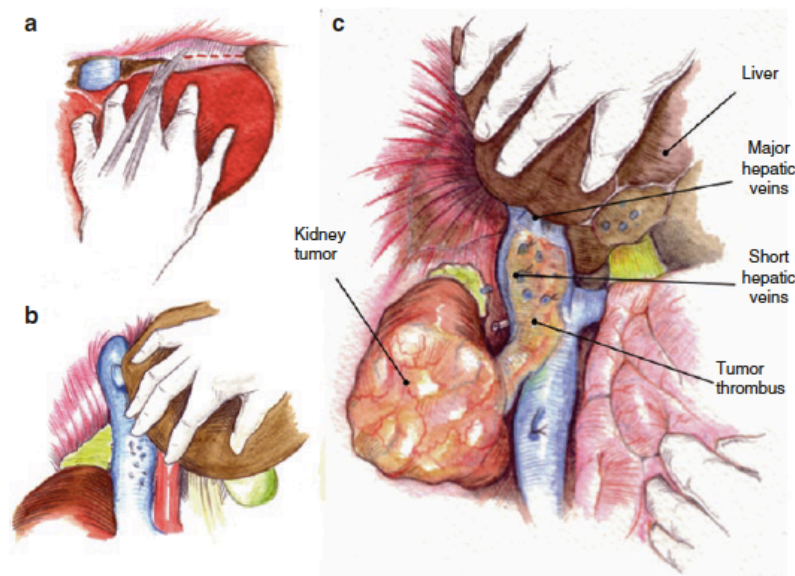 a
b
c
Liver
Major
hepatic
veins
Kidney
tumor
Short
hepatic
veins
Tumor
thrombus